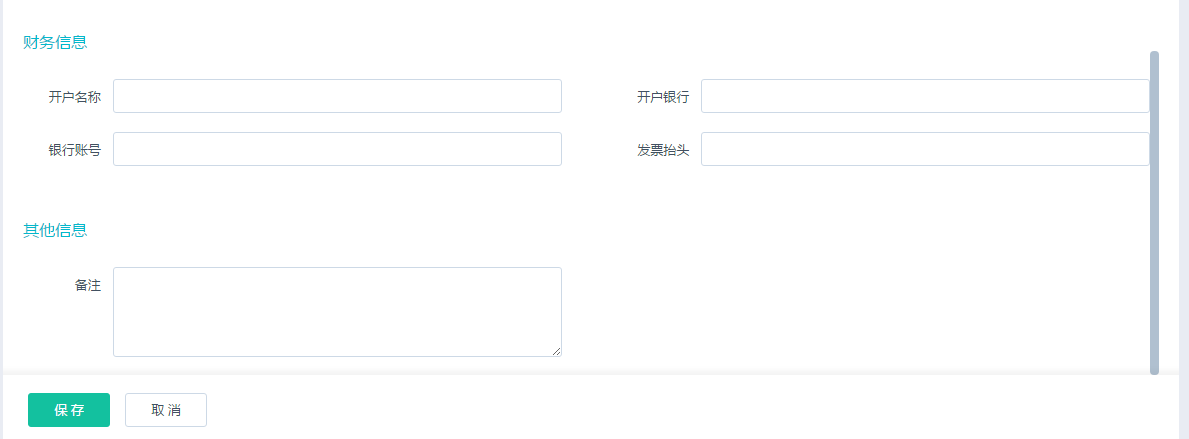 财务信息
开户名称
开户银行
银行账号
发票抬头
其他信息
备注
保存
取消